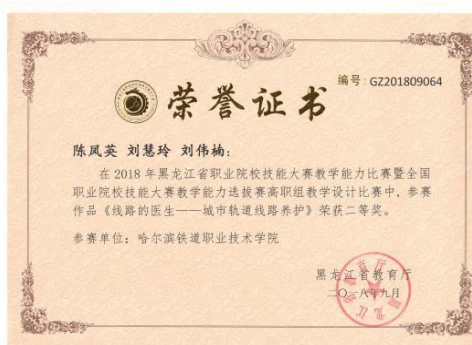 编号:GZ201809064
荣誉证书
陈凤英 刘慧玲 刘伟楠:
在2018年黑龙江省职业院校技能大赛教学能力比赛暨全国
职业院校技能大赛教学能力选拔赛高职组教学设计比赛中,参赛
作品《线路的医生——城市轨道线路养护》荣获二等奖。
参赛单位:哈尔滨铁道职业技术学院
黑龙江省教育厅
二〇一八年九月